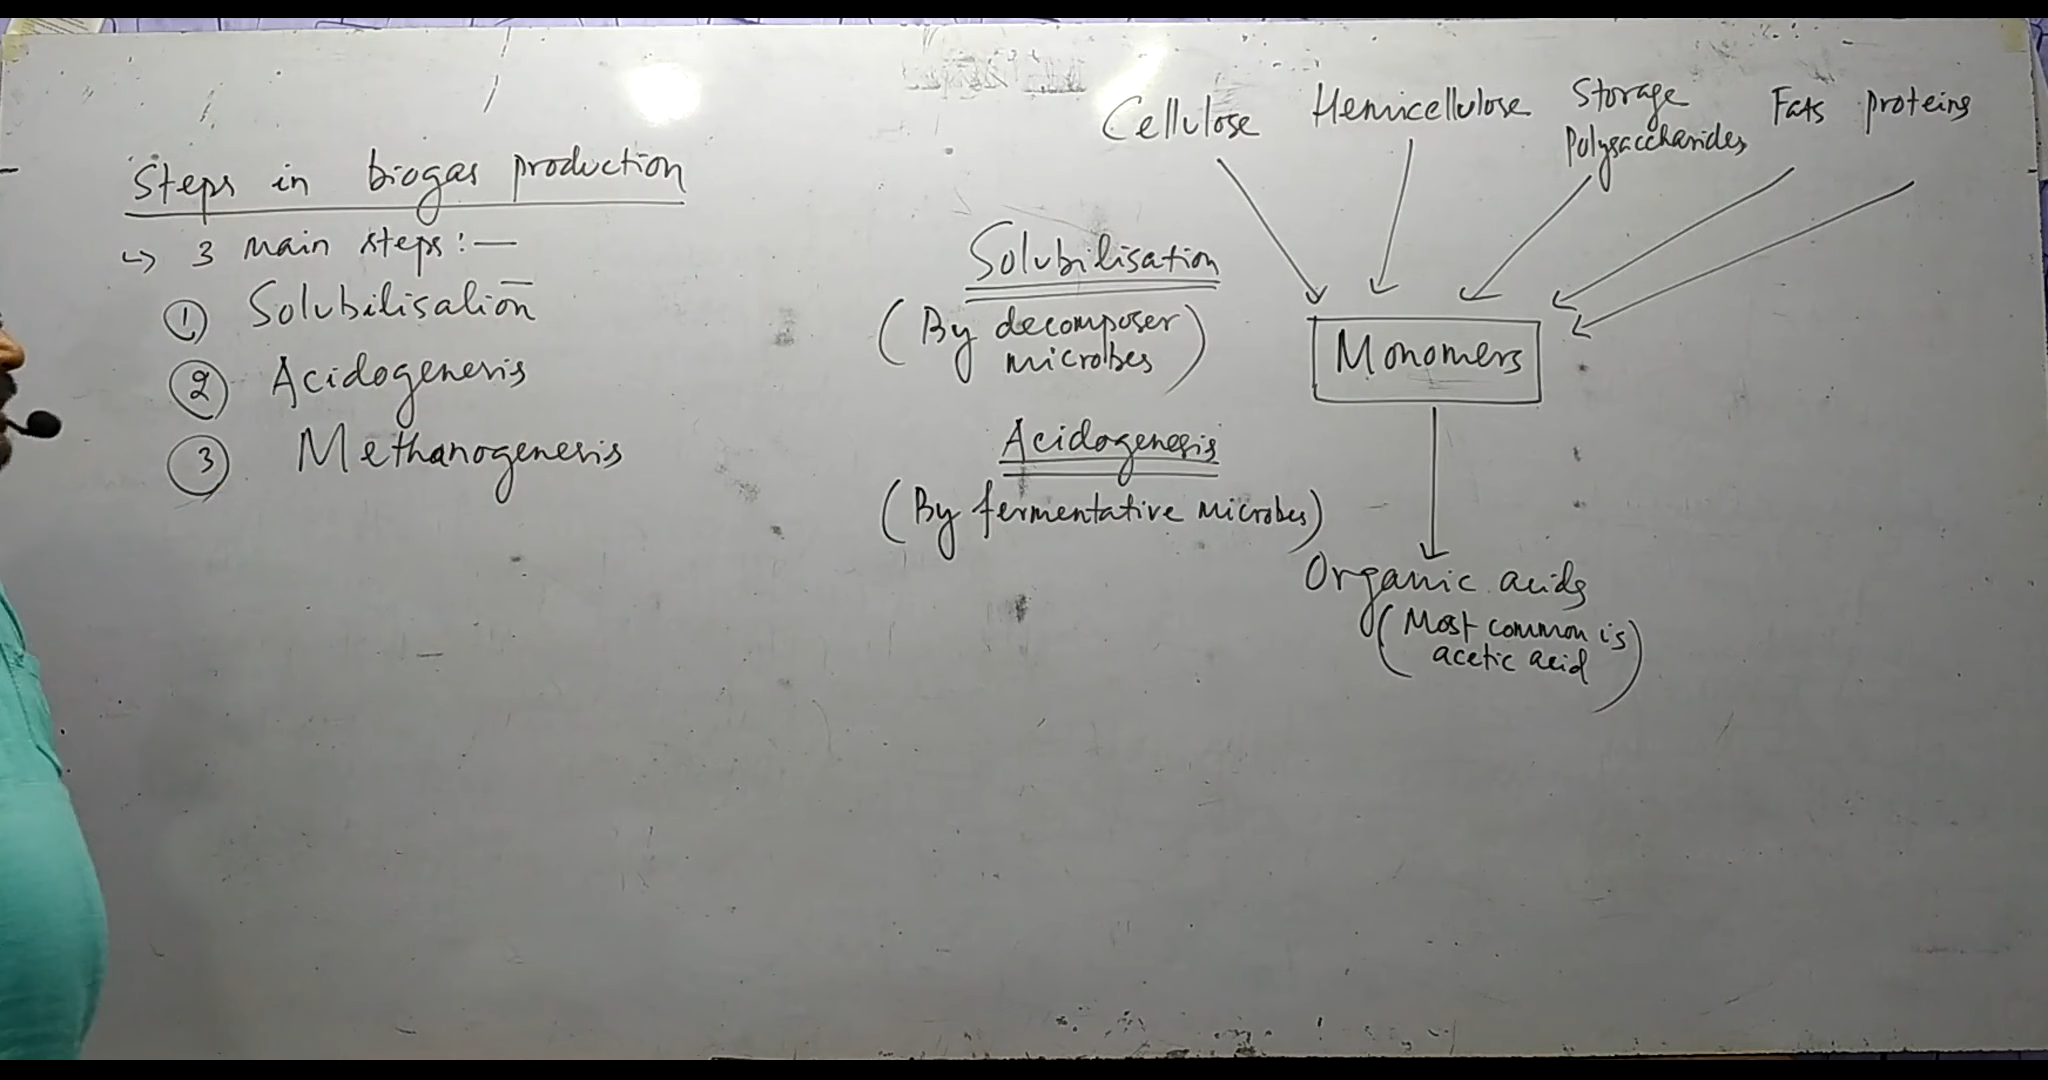 Steps in biogas production
↳ 3 main steps :—
① Solubilisation
② Acidogenesis
③ Methanogenesis
Cellulose Hemicellulose Storage Polysaccharides Fats proteins
Solubilisation
(By decomposer
microbes)
Monomers
Acidogenesis
(By fermentative microbes)
Organic acids
(Most common is
acetic acid)